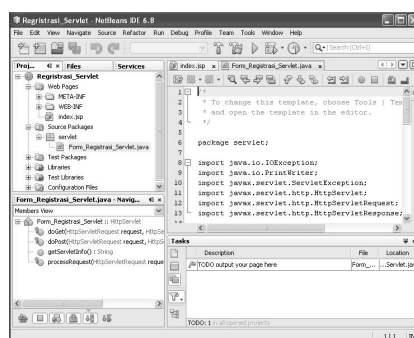 Regristrasi_Servlet - NetBeans IDE 6.8
File Edit View Navigate Source Refactor Run Debug Profile Team Tools Window Help
Search (Ctrl+I)
Proj... Files Services
index.jsp Form_Registrasi_Servlet.java
Regristrasi_Servlet
Web Pages
META-INF
WEB-INF
index.jsp
Source Packages
servlet
Form_Registrasi_Servlet.java
Test Packages
Libraries
Test Libraries
Configuration Files
1 /*
2 * To change this template, choose Tools | Tem
3 * and open the template in the editor.
4 */
5
6 package servlet;
7
8 import java.io.IOException;
9 import java.io.PrintWriter;
10 import javax.servlet.ServletException;
11 import javax.servlet.http.HttpServlet;
12 import javax.servlet.http.HttpServletRequest;
13 import javax.servlet.http.HttpServletResponse;
Form_Registrasi_Servlet.java - Navig...
Members View
Form_Registrasi_Servlet :: HttpServlet
doGet(HttpServletRequest request, HttpSe
doPost(HttpServletRequest request, HttpS
getServletInfo() : String
processRequest(HttpServletRequest reque
Tasks
Description File Location
TODO output your page here Form_... ...Servlet.jav
TODO: 1 in all opened projects
1|1 IN